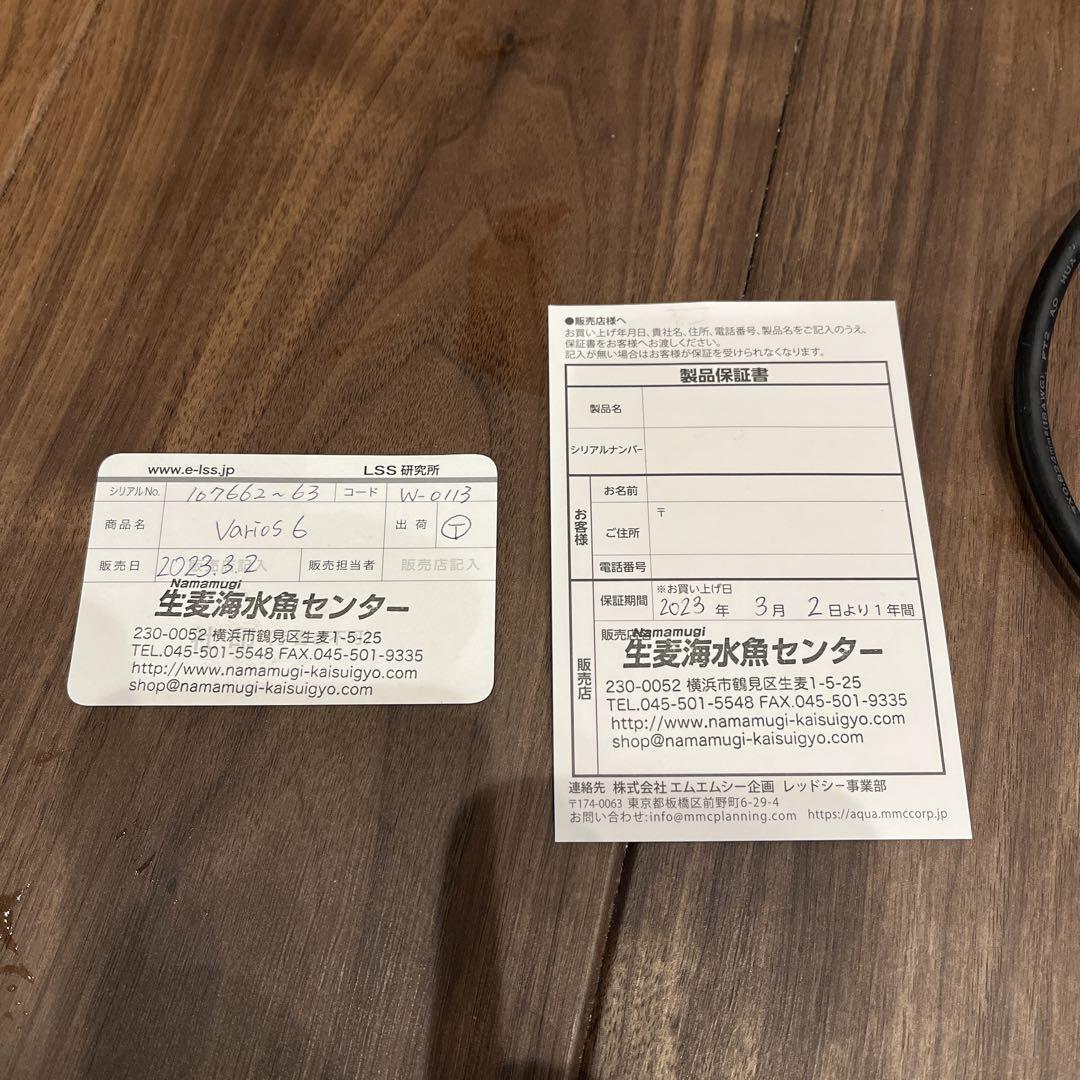 www.e-lss.jp LSS 研究所
シリアルNo. 107662~63 コード W-0113
商品名 Varios 6 出荷 T
販売日 2023.3.2 販売担当者 販売店記入
Namamugi
生麦海水魚センター
230-0052 横浜市鶴見区生麦1-5-25
TEL.045-501-5548 FAX.045-501-9335
http://www.namamugi-kaisuigyo.com
shop@namamugi-kaisuigyo.com
●販売店様へ
お買い上げ年月日、貴社名、住所、電話番号、製品名をご記入のうえ、
保証書をお客様へお渡しください。
記入が無い場合はお客様が保証を受けられなくなります。
製品保証書
製品名
シリアルナンバー
お客様
お名前
ご住所 〒
電話番号
保証期間 ※お買い上げ日
2023 年 3 月 2 日より1年間
販売店
Namamugi
生麦海水魚センター
230-0052 横浜市鶴見区生麦1-5-25
TEL.045-501-5548 FAX.045-501-9335
http://www.namamugi-kaisuigyo.com
shop@namamugi-kaisuigyo.com
連絡先 株式会社 エムエムシー企画 レッドシー事業部
〒174-0063 東京都板橋区前野町6-29-4
お問い合わせ:info@mmcplanning.com https://aqua.mmccorp.jp